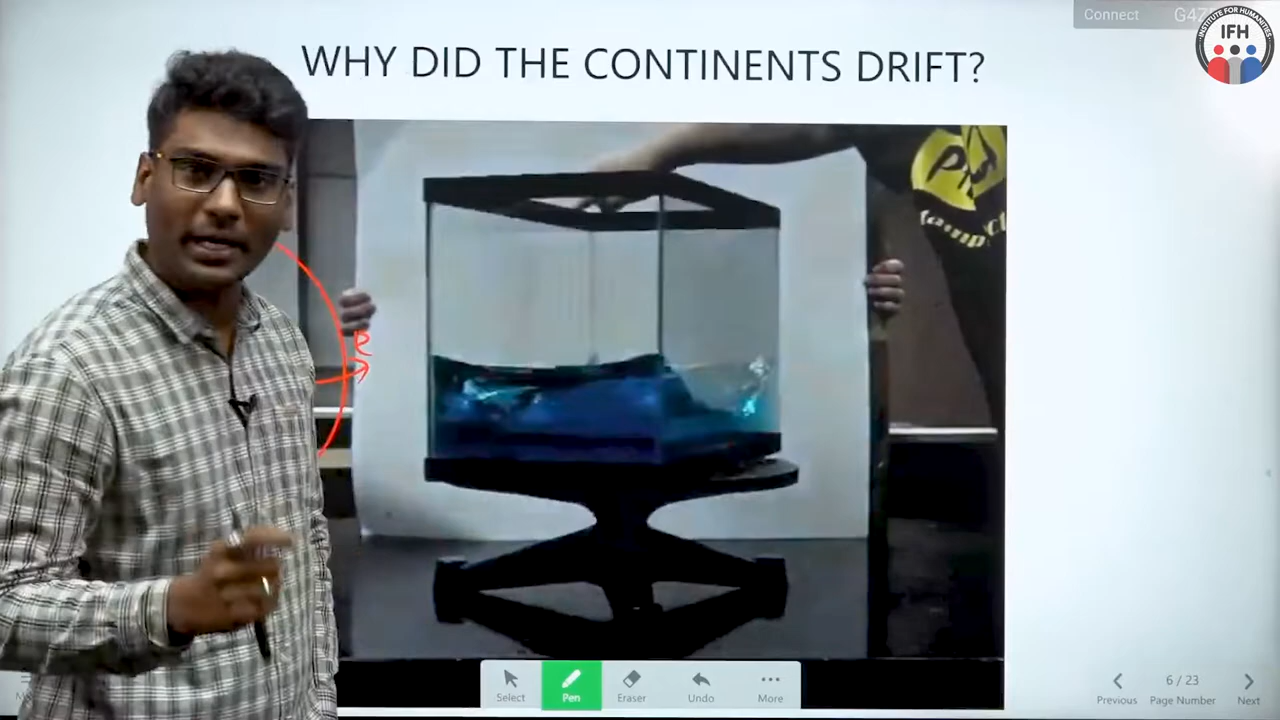 Connect
INSTITUTE FOR HUMANITIES
IFH
WHY DID THE CONTINENTS DRIFT?
Select
Pen
Eraser
Undo
More
Previous
6 / 23
Page Number
Next